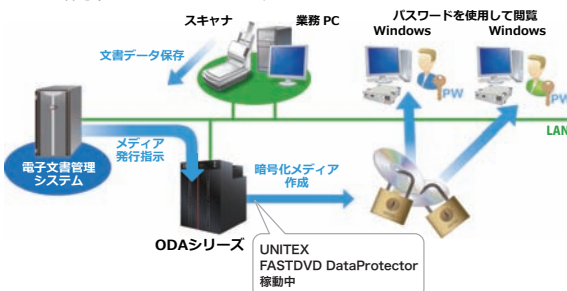 スキャナ
業務 PC
パスワードを使用して閲覧
Windows
Windows
文書データ保存
PW
PW
LAN
メディア
発行指示
電子文書管理
システム
暗号化メディア
作成
ODAシリーズ
UNITEX
FASTDVD DataProtector
稼動中